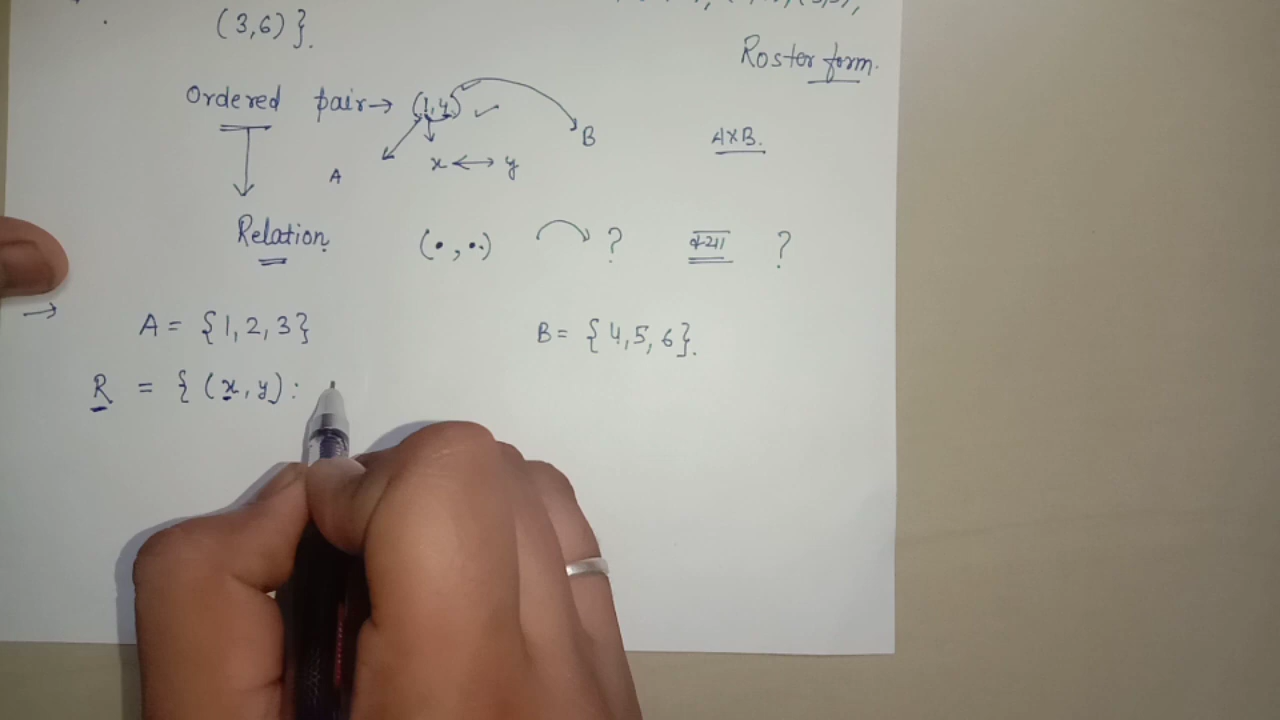 (3,6)}.
Roster form.
Ordered pair → (1,4) ✓
B
A×B.
x ↔ y
A
Relation (•,•) ? क्या ?
→ A = {1,2,3} B = {4,5,6}.
R = {(x,y):